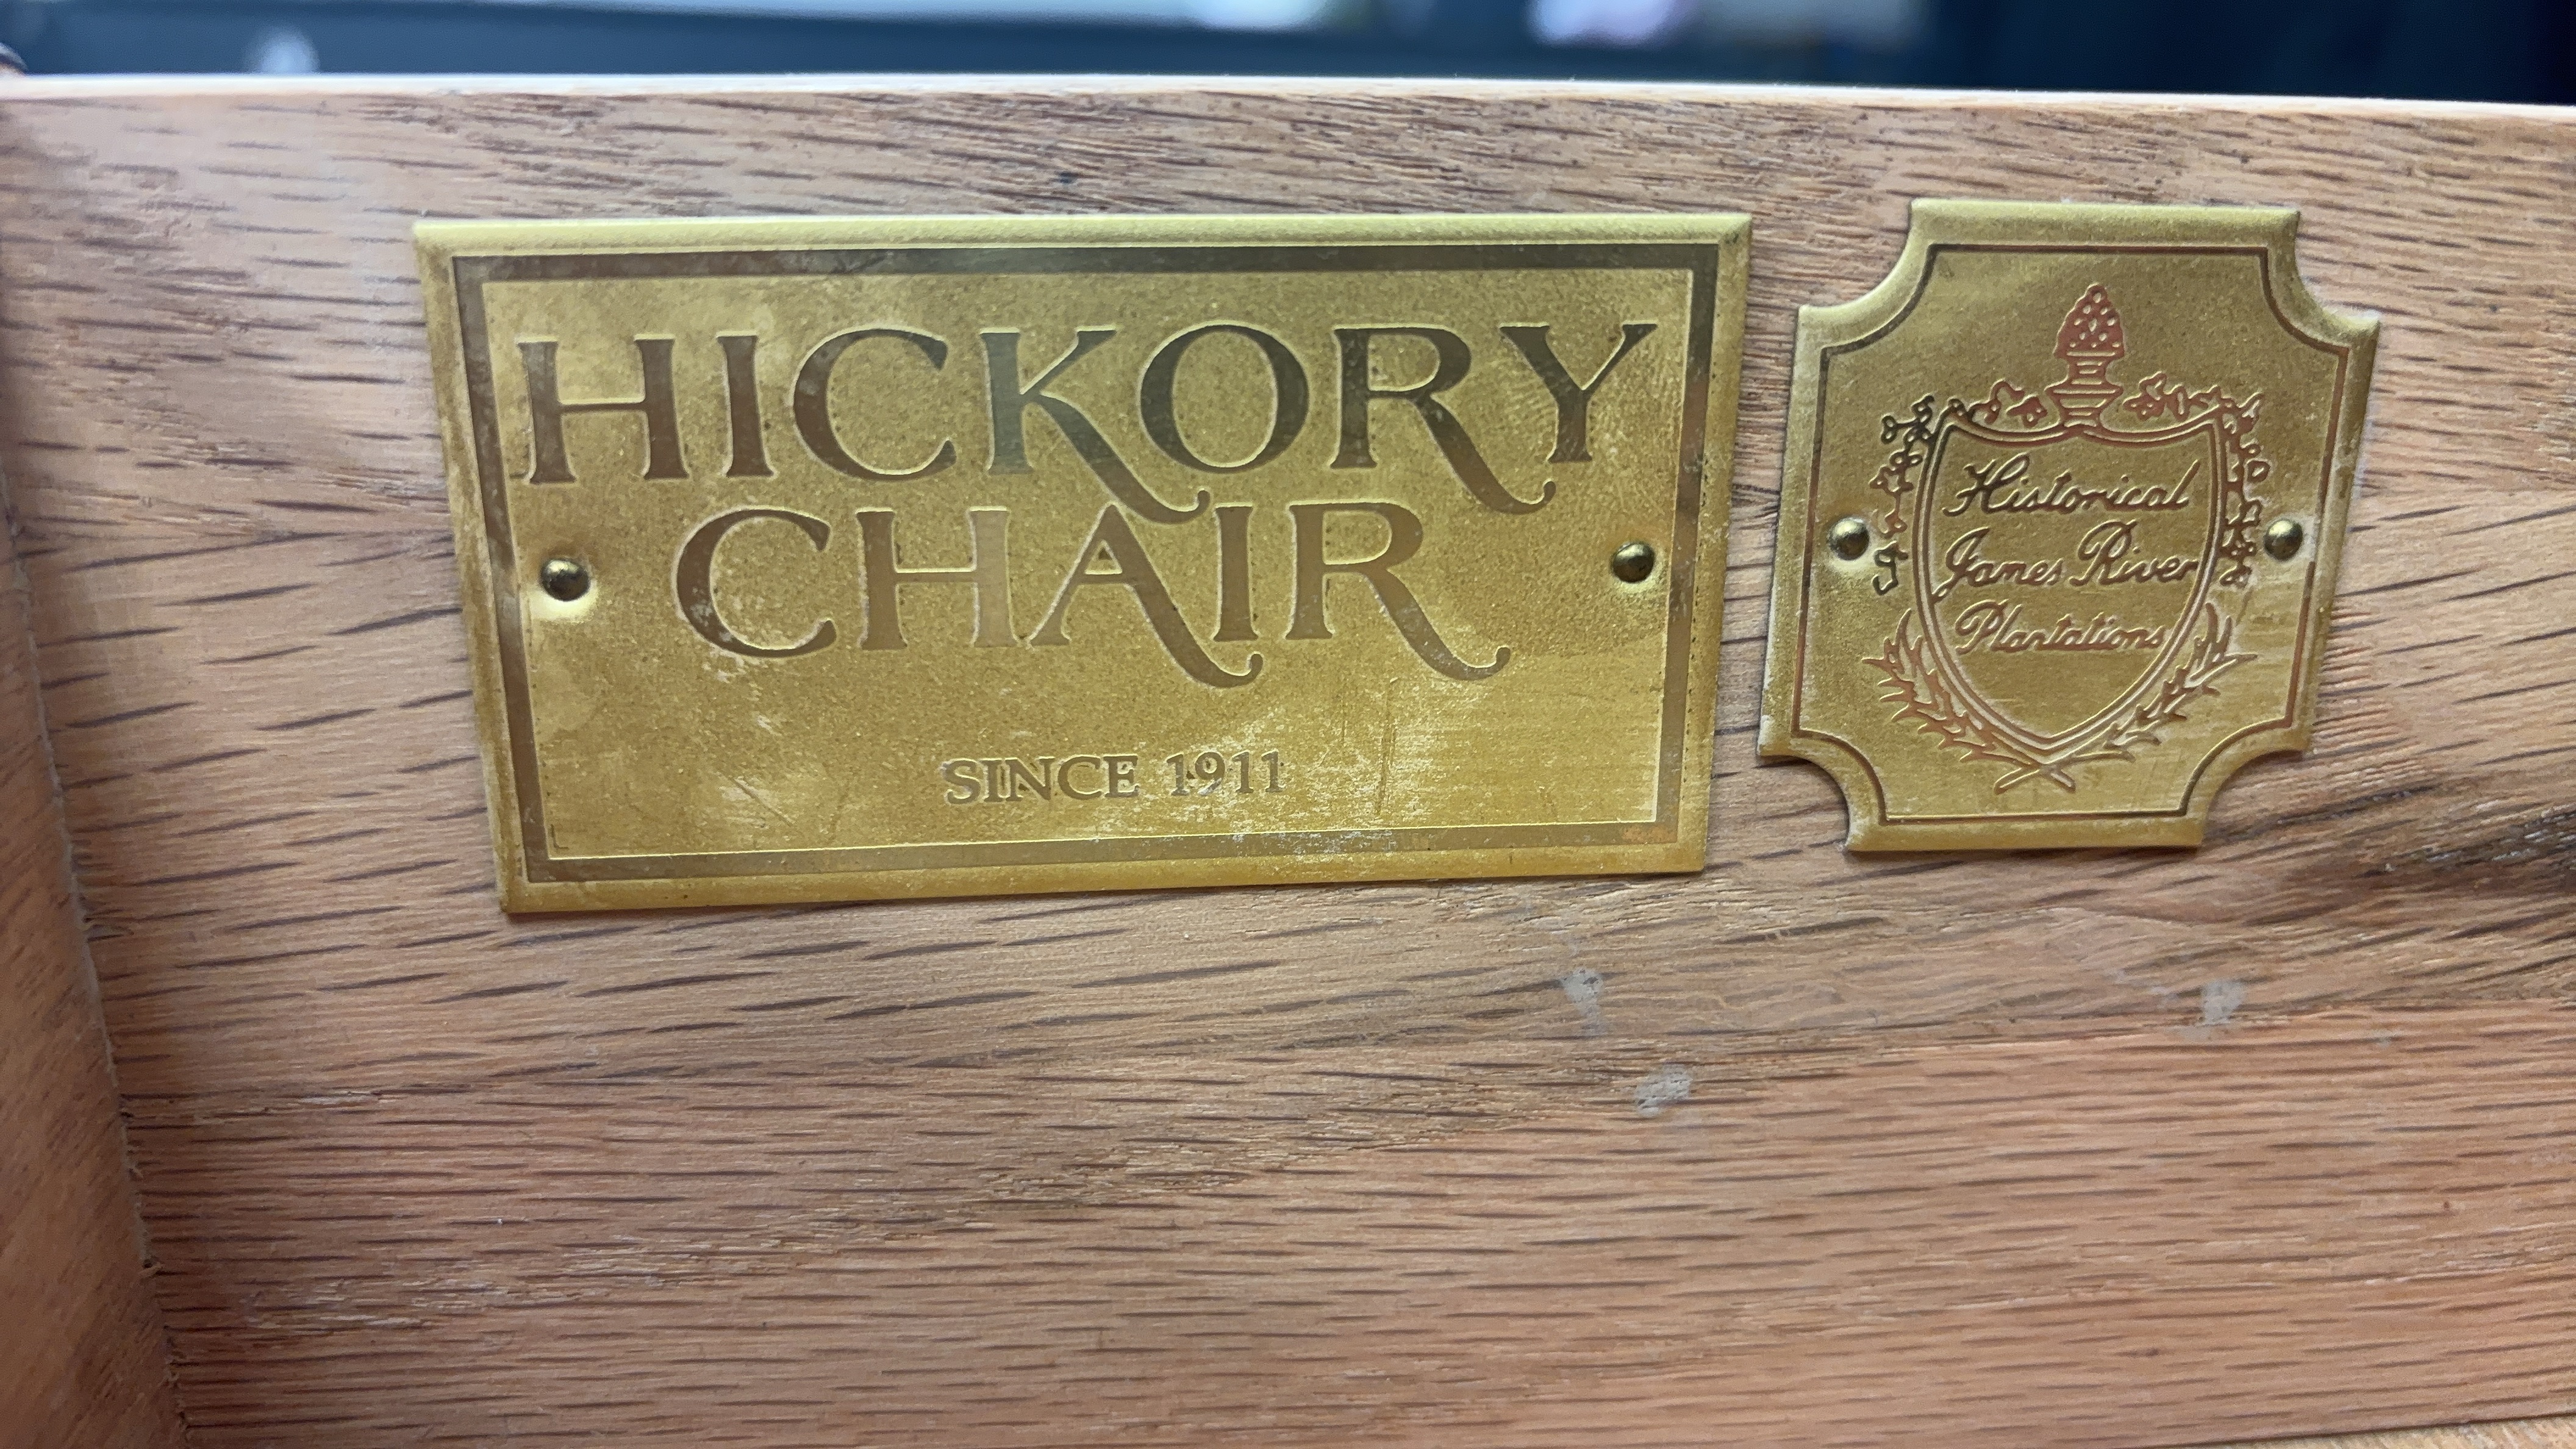 HICKORY
CHAIR
SINCE 1911
Historical
James River
Plantations